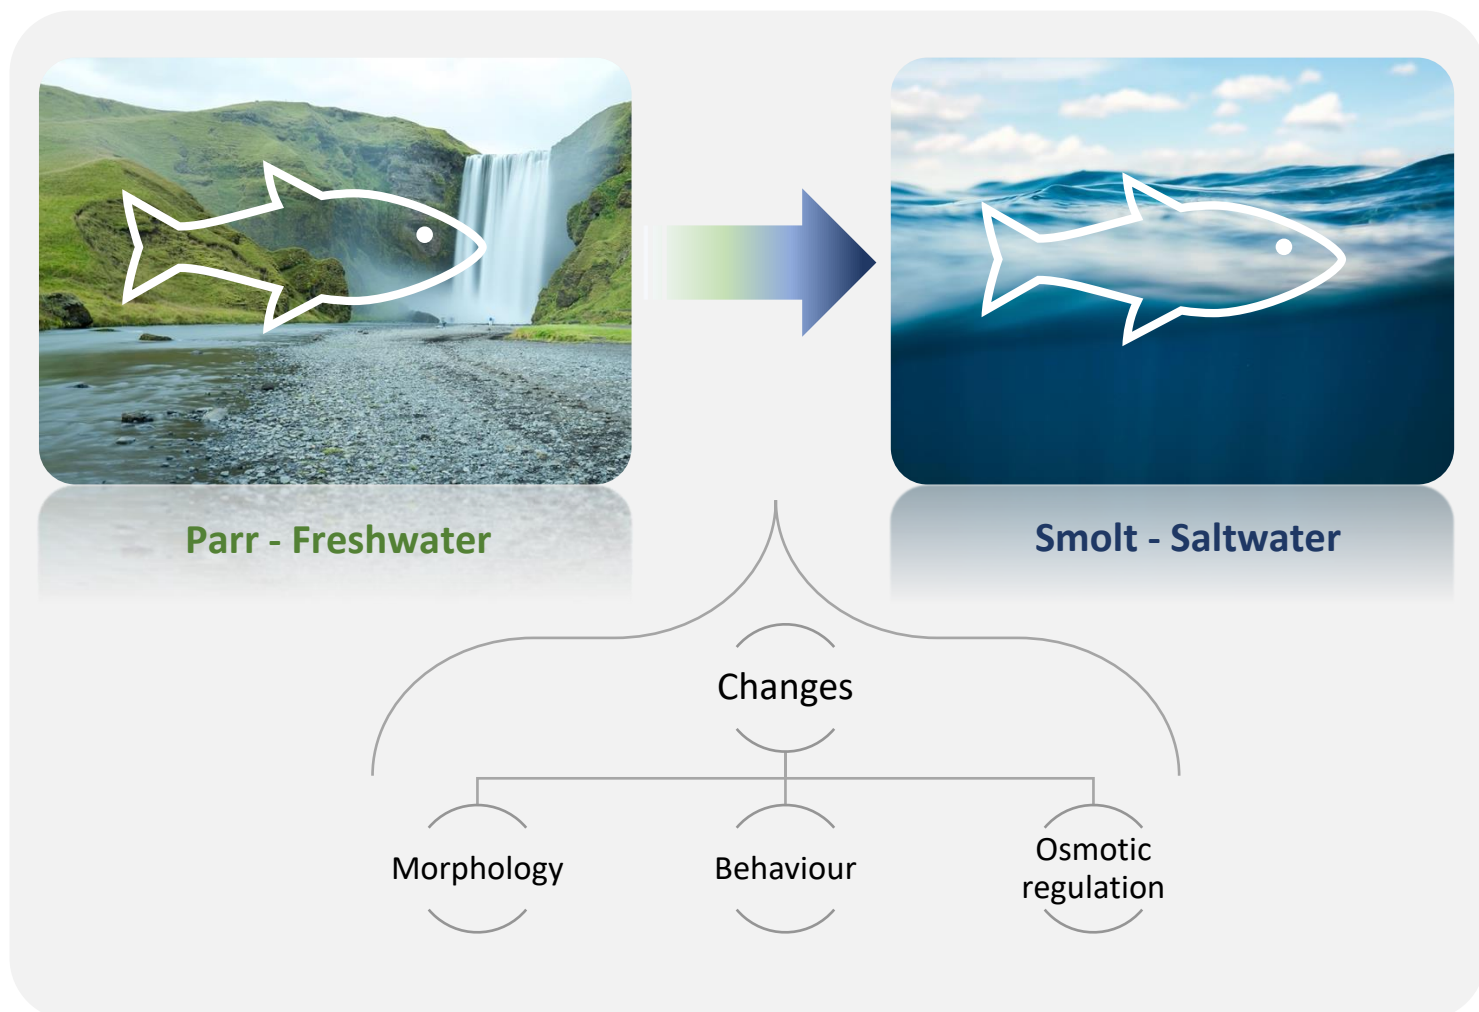 Parr - Freshwater
Smolt - Saltwater
Changes
Morphology
Behaviour
Osmotic
regulation